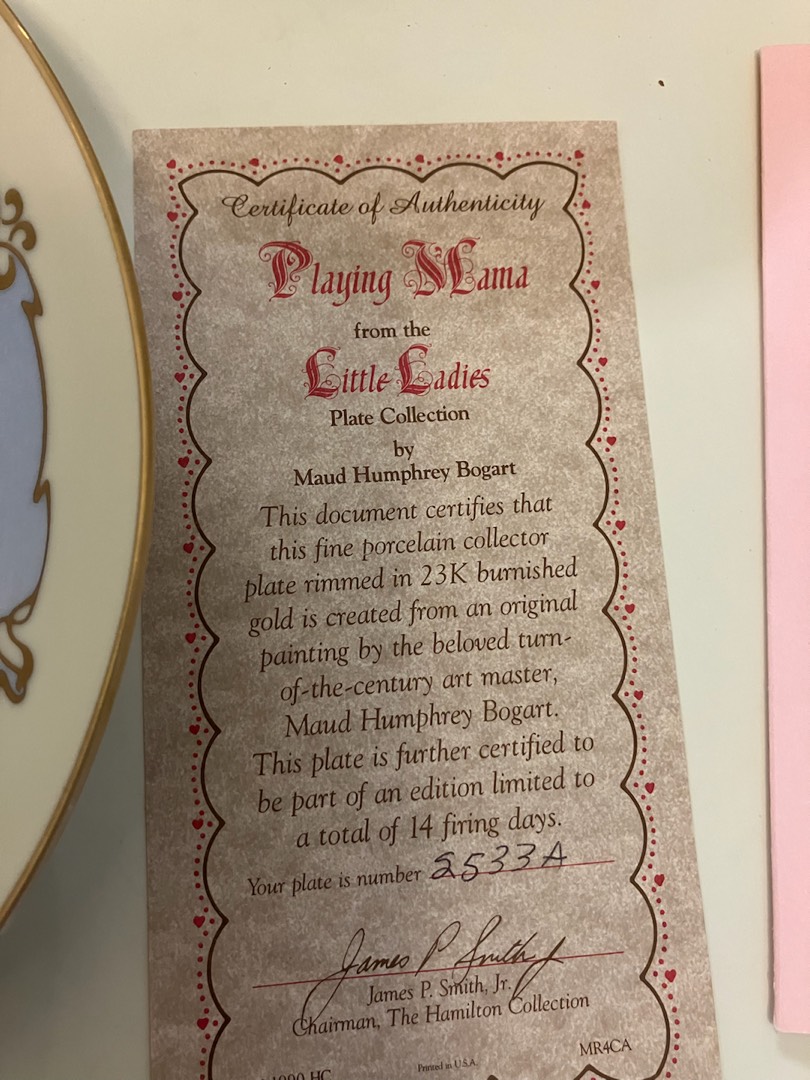 Certificate of Authenticity
Playing Mama
from the
Little Ladies
Plate Collection
by
Maud Humphrey Bogart
This document certifies that
this fine porcelain collector
plate rimmed in 23K burnished
gold is created from an original
painting by the beloved turn-
of-the-century art master,
Maud Humphrey Bogart.
This plate is further certified to
be part of an edition limited to
a total of 14 firing days.
Your plate is number 2533A
James P. Smith Jr
James P. Smith, Jr.
Chairman, The Hamilton Collection
HC
Printed in U.S.A.
MR4CA